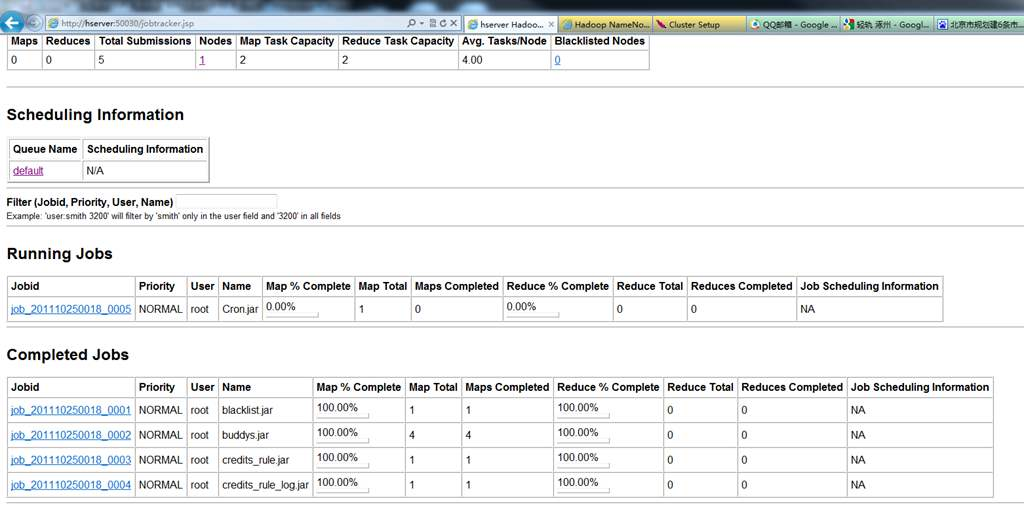 http://hserver:50030/jobtracker.jsp
hserver Hadoo... Hadoop NameNo... Cluster Setup QQ邮箱 - Google ... 轻轨 涿州 - Googl... 北京市规划建6条市...
Maps Reduces Total Submissions Nodes Map Task Capacity Reduce Task Capacity Avg. Tasks/Node Blacklisted Nodes
0 0 5 1 2 2 4.00 0
Scheduling Information
Queue Name Scheduling Information
default N/A
Filter (Jobid, Priority, User, Name)
Example: 'user:smith 3200' will filter by 'smith' only in the user field and '3200' in all fields
Running Jobs
Jobid Priority User Name Map % Complete Map Total Maps Completed Reduce % Complete Reduce Total Reduces Completed Job Scheduling Information
job_201110250018_0005 NORMAL root Cron.jar 0.00% 1 0 0.00% 0 0 NA
Completed Jobs
Jobid Priority User Name Map % Complete Map Total Maps Completed Reduce % Complete Reduce Total Reduces Completed Job Scheduling Information
job_201110250018_0001 NORMAL root blacklist.jar 100.00% 1 1 100.00% 0 0 NA
job_201110250018_0002 NORMAL root buddys.jar 100.00% 4 4 100.00% 0 0 NA
job_201110250018_0003 NORMAL root credits_rule.jar 100.00% 1 1 100.00% 0 0 NA
job_201110250018_0004 NORMAL root credits_rule_log.jar 100.00% 1 1 100.00% 0 0 NA